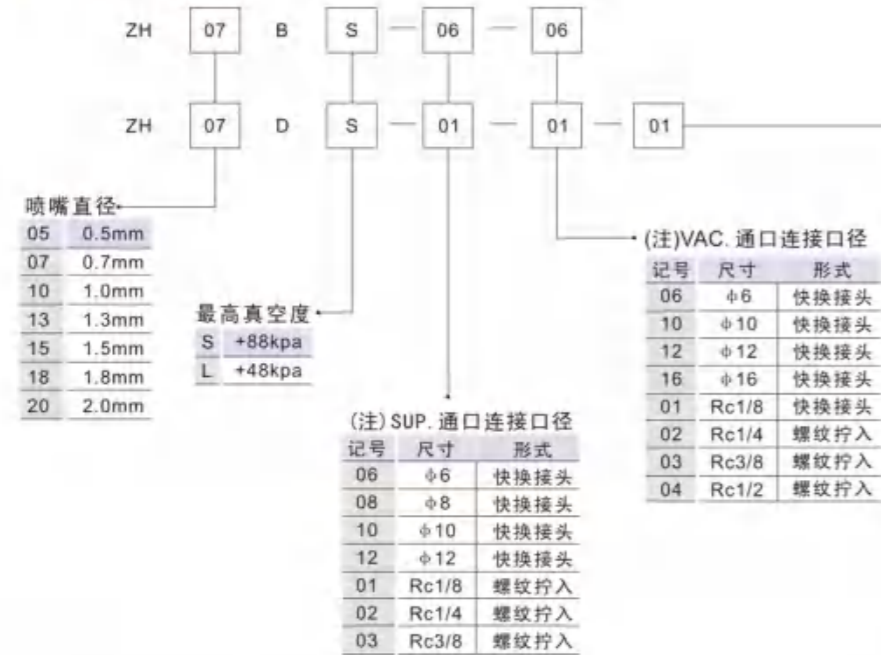 ZH 07 B S — 06 — 06
ZH 07 D S — 01 — 01 — 01
喷嘴直径
05 0.5mm
07 0.7mm
10 1.0mm
13 1.3mm
15 1.5mm
18 1.8mm
20 2.0mm
最高真空度
S +88kpa
L +48kpa
(注)SUP.通口连接口径
记号 尺寸 形式
06 φ6 快换接头
08 φ8 快换接头
10 φ10 快换接头
12 φ12 快换接头
01 Rc1/8 螺纹拧入
02 Rc1/4 螺纹拧入
03 Rc3/8 螺纹拧入
(注)VAC.通口连接口径
记号 尺寸 形式
06 φ6 快换接头
10 φ10 快换接头
12 φ12 快换接头
16 φ16 快换接头
01 Rc1/8 快换接头
02 Rc1/4 螺纹拧入
03 Rc3/8 螺纹拧入
04 Rc1/2 螺纹拧入